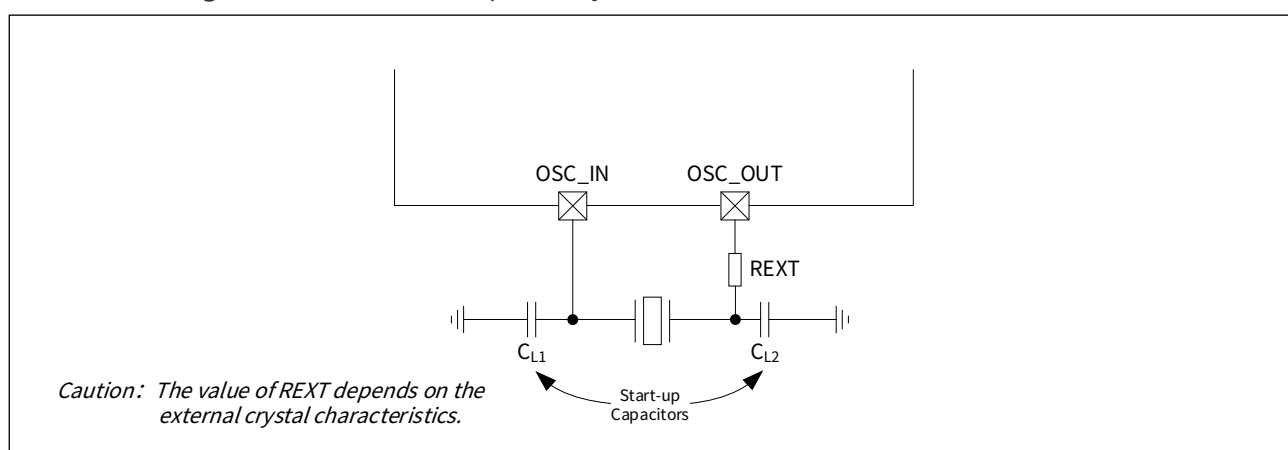 OSC_IN OSC_OUT
REXT
CL1 CL2
Start-up
Capacitors
Caution： The value of REXT depends on the
external crystal characteristics.